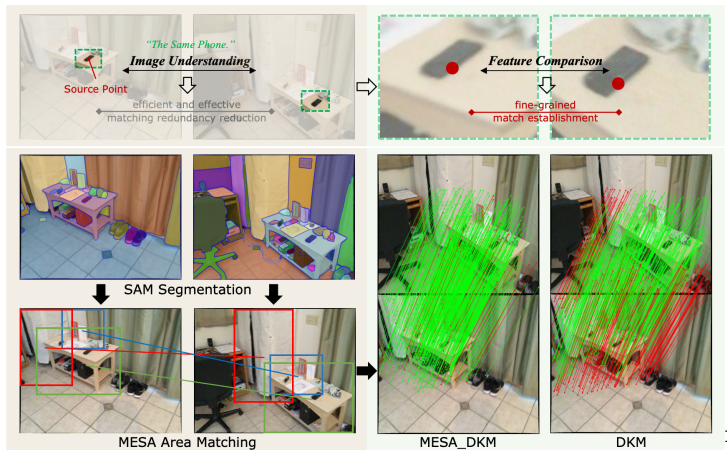 “The Same Phone.”
Image Understanding
Source Point
efficient and effective
matching redundancy reduction
Feature Comparison
fine-grained
match establishment
SAM Segmentation
MESA Area Matching
MESA_DKM
DKM